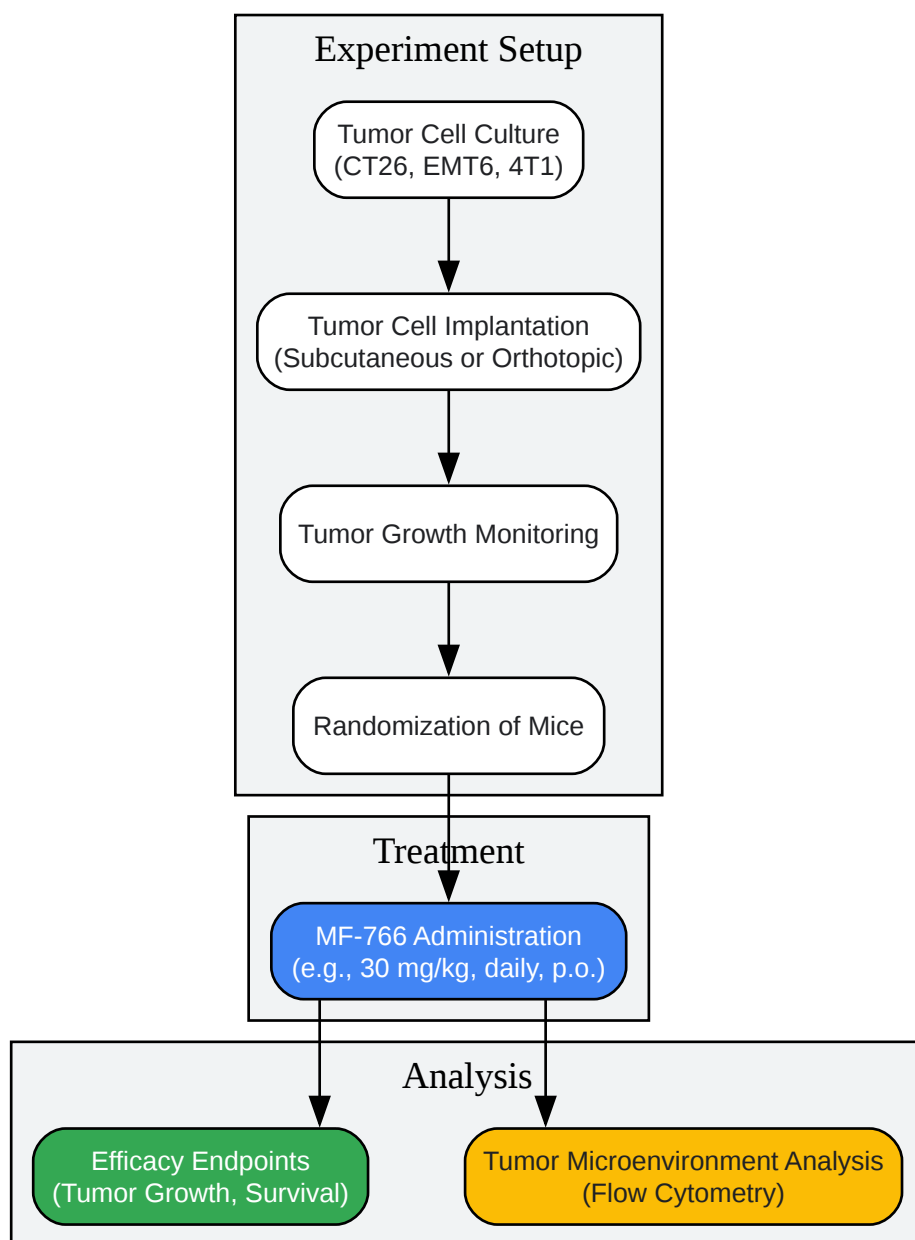 Experiment Setup
Tumor Cell Culture
(CT26, EMT6, 4T1)
Tumor Cell Implantation
(Subcutaneous or Orthotopic)
Tumor Growth Monitoring
Randomization of Mice
Treatment
MF-766 Administration
(e.g., 30 mg/kg, daily, p.o.)
Analysis
Efficacy Endpoints
(Tumor Growth, Survival)
Tumor Microenvironment Analysis
(Flow Cytometry)